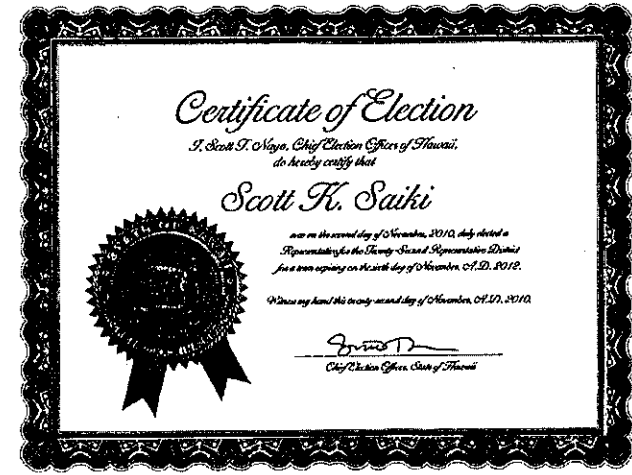 Certificate of Election
I, Scott T. Nago, Chief Election Officer of Hawaii,
do hereby certify that
Scott K. Saiki
was on the second day of November, 2010, duly elected a
Representative for the Twenty-Second Representative District
for a term expiring on the sixth day of November, A.D. 2012.
Witness my hand this twenty-second day of November, A.D. 2010.
Chief Election Officer, State of Hawaii